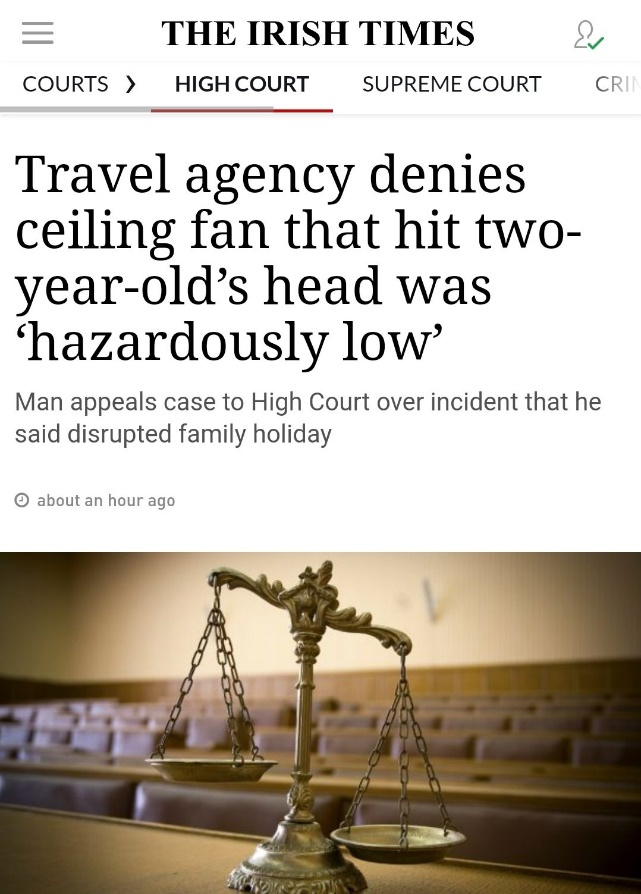 THE IRISH TIMES
COURTS ❯ HIGH COURT SUPREME COURT CRI
Travel agency denies
ceiling fan that hit two-
year-old’s head was
‘hazardously low’
Man appeals case to High Court over incident that he
said disrupted family holiday
about an hour ago